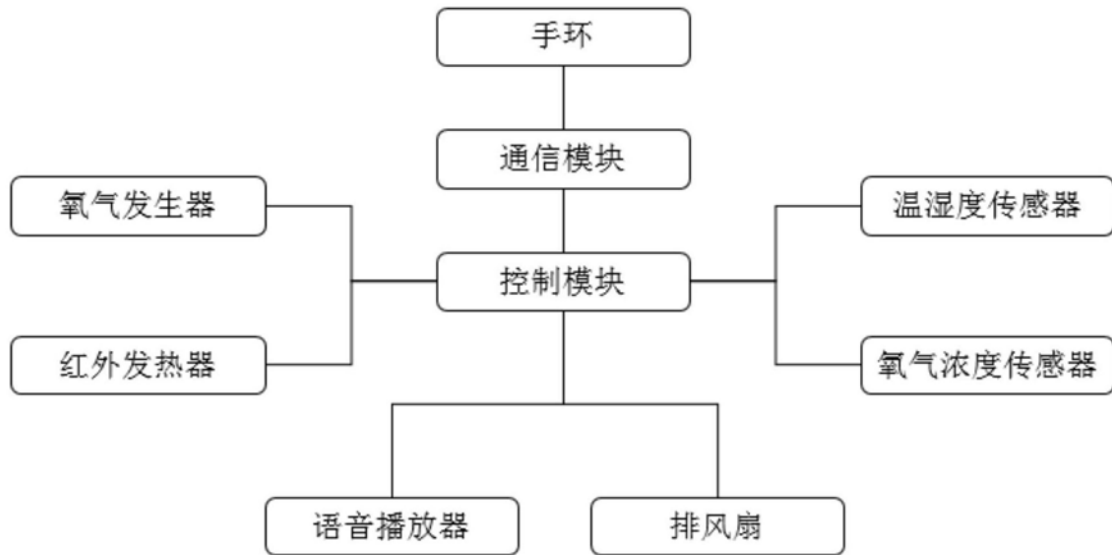 手环
通信模块
氧气发生器
温湿度传感器
控制模块
红外发热器
氧气浓度传感器
语音播放器
排风扇